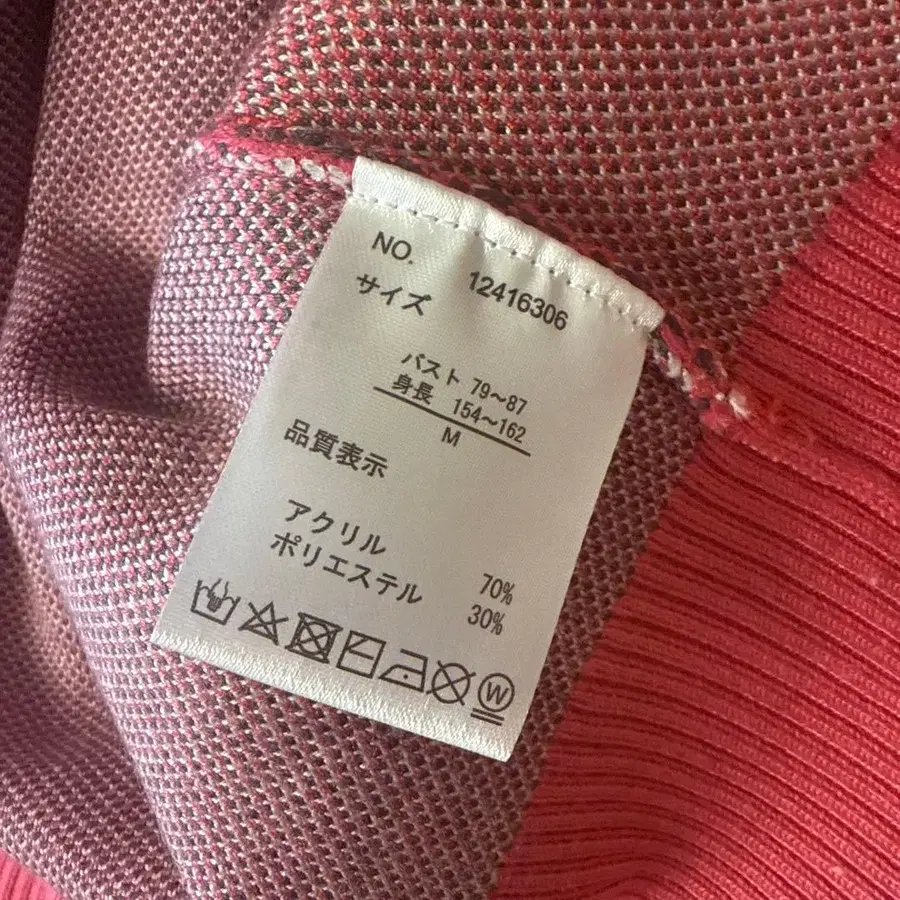 NO. 12416306
サイズ
バスト 79～87
身長 154～162
M
品質表示
アクリル 70%
ポリエステル 30%
W